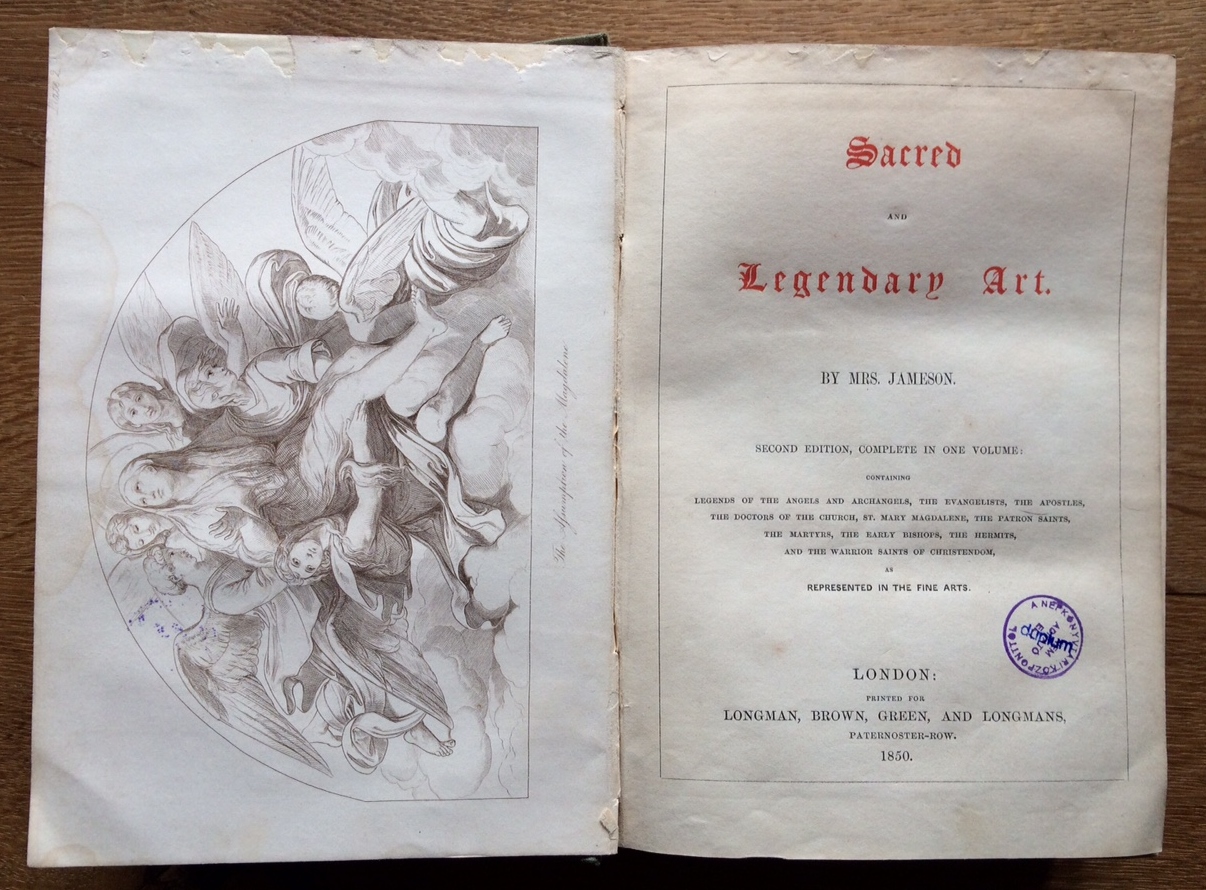 The Assumption of the Magdalene
Sacred
AND
Legendary Art.
BY MRS. JAMESON.
SECOND EDITION, COMPLETE IN ONE VOLUME:
CONTAINING
LEGENDS OF THE ANGELS AND ARCHANGELS, THE EVANGELISTS, THE APOSTLES,
THE DOCTORS OF THE CHURCH, ST. MARY MAGDALENE, THE PATRON SAINTS,
THE MARTYRS, THE EARLY BISHOPS, THE HERMITS,
AND THE WARRIOR SAINTS OF CHRISTENDOM,
AS
REPRESENTED IN THE FINE ARTS.
A NÉPKÖNYVTÁRI KÖZPONTTÓL
duplum
LONDON:
PRINTED FOR
LONGMAN, BROWN, GREEN, AND LONGMANS,
PATERNOSTER-ROW.
1850.